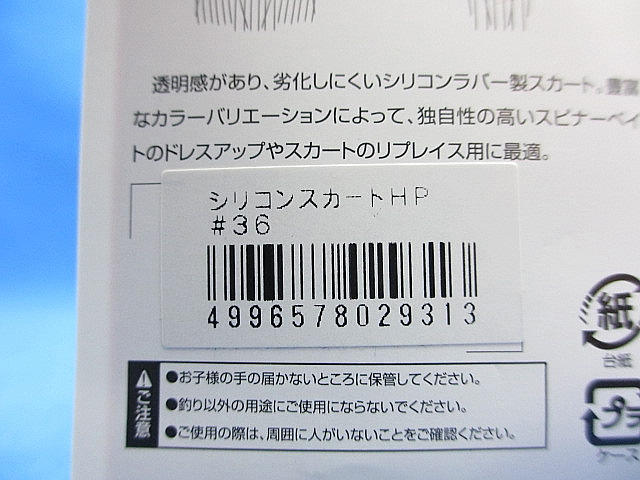 透明感があり、劣化しにくいシリコンラバー製スカート。豊富
なカラーバリエーションによって、独自性の高いスピナーベイ
トのドレスアップやスカートのリプレイス用に最適。
シリコンスカートHP
#36
4996578029313
ご注意
●お子様の手の届かないところに保管してください。
●釣り以外の用途にご使用にならないでください。
●ご使用の際は、周囲に人がいないことをご確認ください。
紙
台紙
プラ
ケース